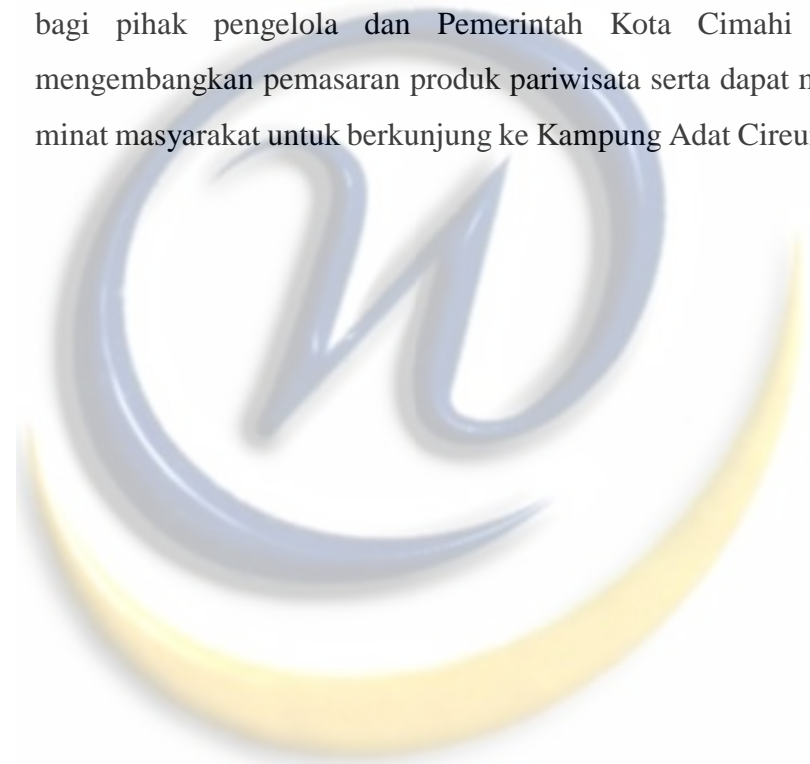 bagi pihak pengelola dan Pemerintah Kota Cimahi
mengembangkan pemasaran produk pariwisata serta dapat
minat masyarakat untuk berkunjung ke Kampung Adat